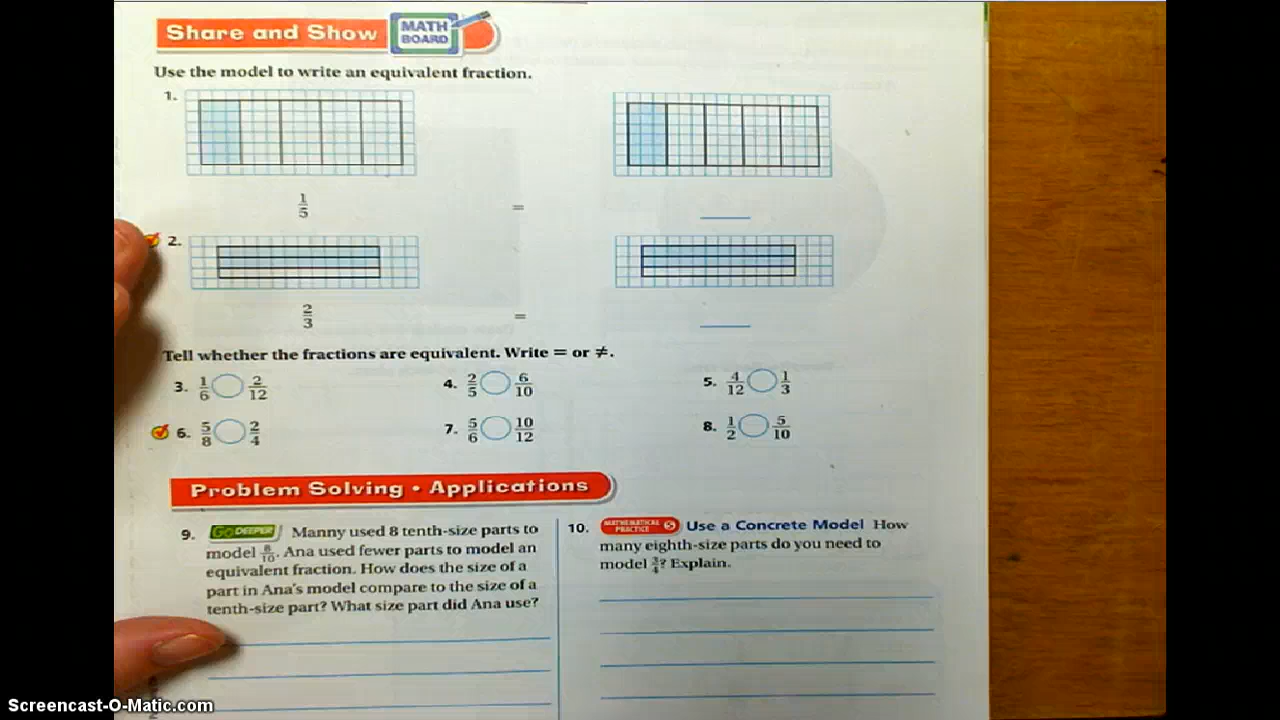 Share and Show MATH BOARD
Use the model to write an equivalent fraction.
1.
1/5 =
2.
2/3 =
Tell whether the fractions are equivalent. Write = or ≠.
3. 1/6 ◯ 2/12 4. 2/5 ◯ 6/10 5. 4/12 ◯ 1/3
6. 5/8 ◯ 2/4 7. 5/6 ◯ 10/12 8. 1/2 ◯ 5/10
Problem Solving • Applications
9. GO DEEPER Manny used 8 tenth-size parts to
model 8/10. Ana used fewer parts to model an
equivalent fraction. How does the size of a
part in Ana's model compare to the size of a
tenth-size part? What size part did Ana use?
10. MATHEMATICAL PRACTICE 5 Use a Concrete Model How
many eighth-size parts do you need to
model 3/4? Explain.
Screencast-O-Matic.com